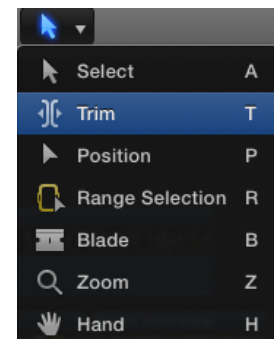 Select A
Trim T
Position P
Range Selection R
Blade B
Zoom Z
Hand H